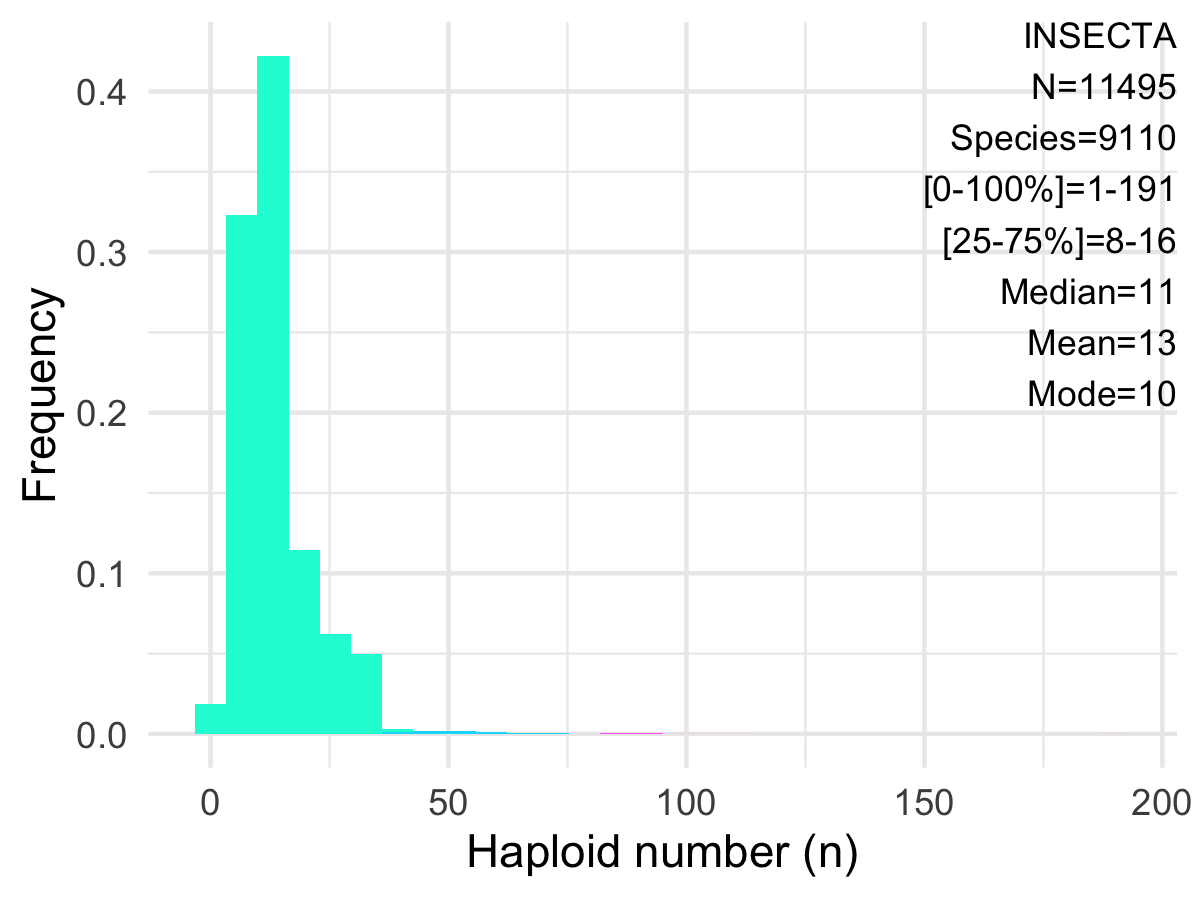 INSECTA
N=11495
Species=9110
[0-100%]=1-191
[25-75%]=8-16
Median=11
Mean=13
Mode=10
Frequency
0.4
0.3
0.2
0.1
0.0
0 50 100 150 200
Haploid number (n)